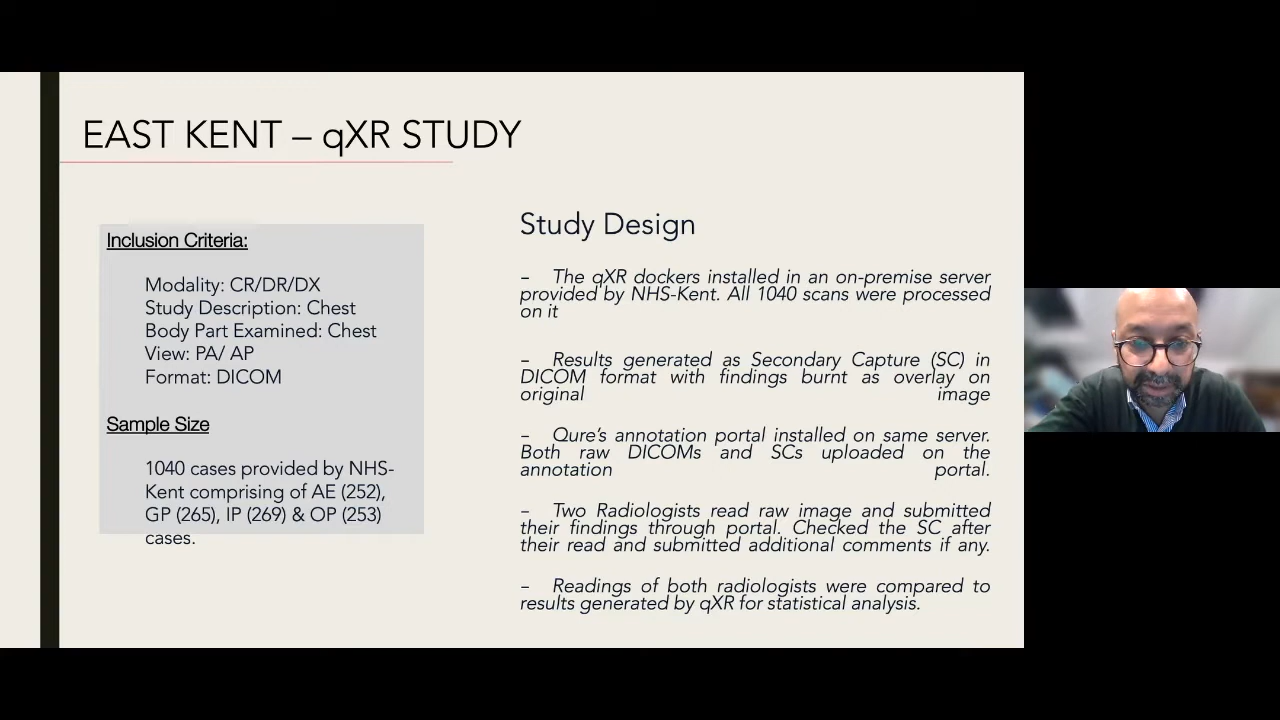 EAST KENT – qXR STUDY
Inclusion Criteria:
Modality: CR/DR/DX
Study Description: Chest
Body Part Examined: Chest
View: PA/ AP
Format: DICOM
Sample Size
1040 cases provided by NHS-
Kent comprising of AE (252),
GP (265), IP (269) & OP (253)
cases.
Study Design
– The qXR dockers installed in an on-premise server
provided by NHS-Kent. All 1040 scans were processed
on it
– Results generated as Secondary Capture (SC) in
DICOM format with findings burnt as overlay on
original image
– Qure’s annotation portal installed on same server.
Both raw DICOMs and SCs uploaded on the
annotation portal.
– Two Radiologists read raw image and submitted
their findings through portal. Checked the SC after
their read and submitted additional comments if any.
– Readings of both radiologists were compared to
results generated by qXR for statistical analysis.